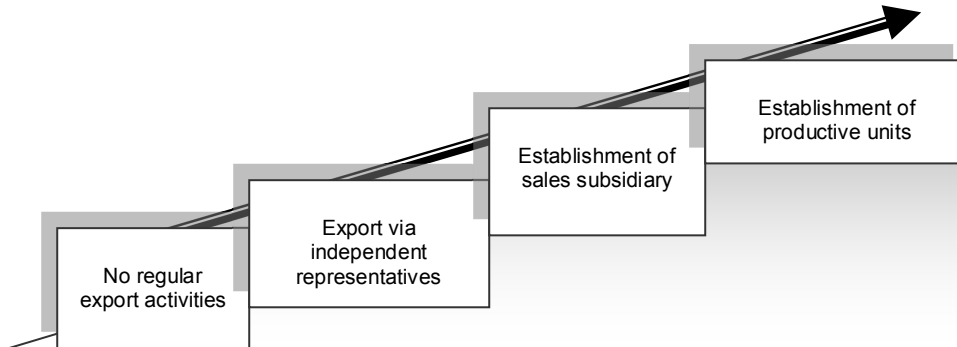 No regular
export activities
Export via
independent
representatives
Establishment of
sales subsidiary
Establishment of
productive units